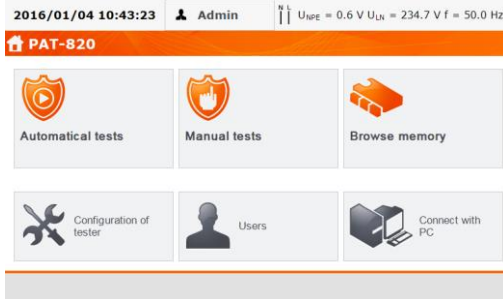 2016/01/04 10:43:23 Admin N L UNPE = 0.6 V ULN = 234.7 V f = 50.0 Hz
PAT-820
Automatical tests Manual tests Browse memory
Configuration of tester Users Connect with PC